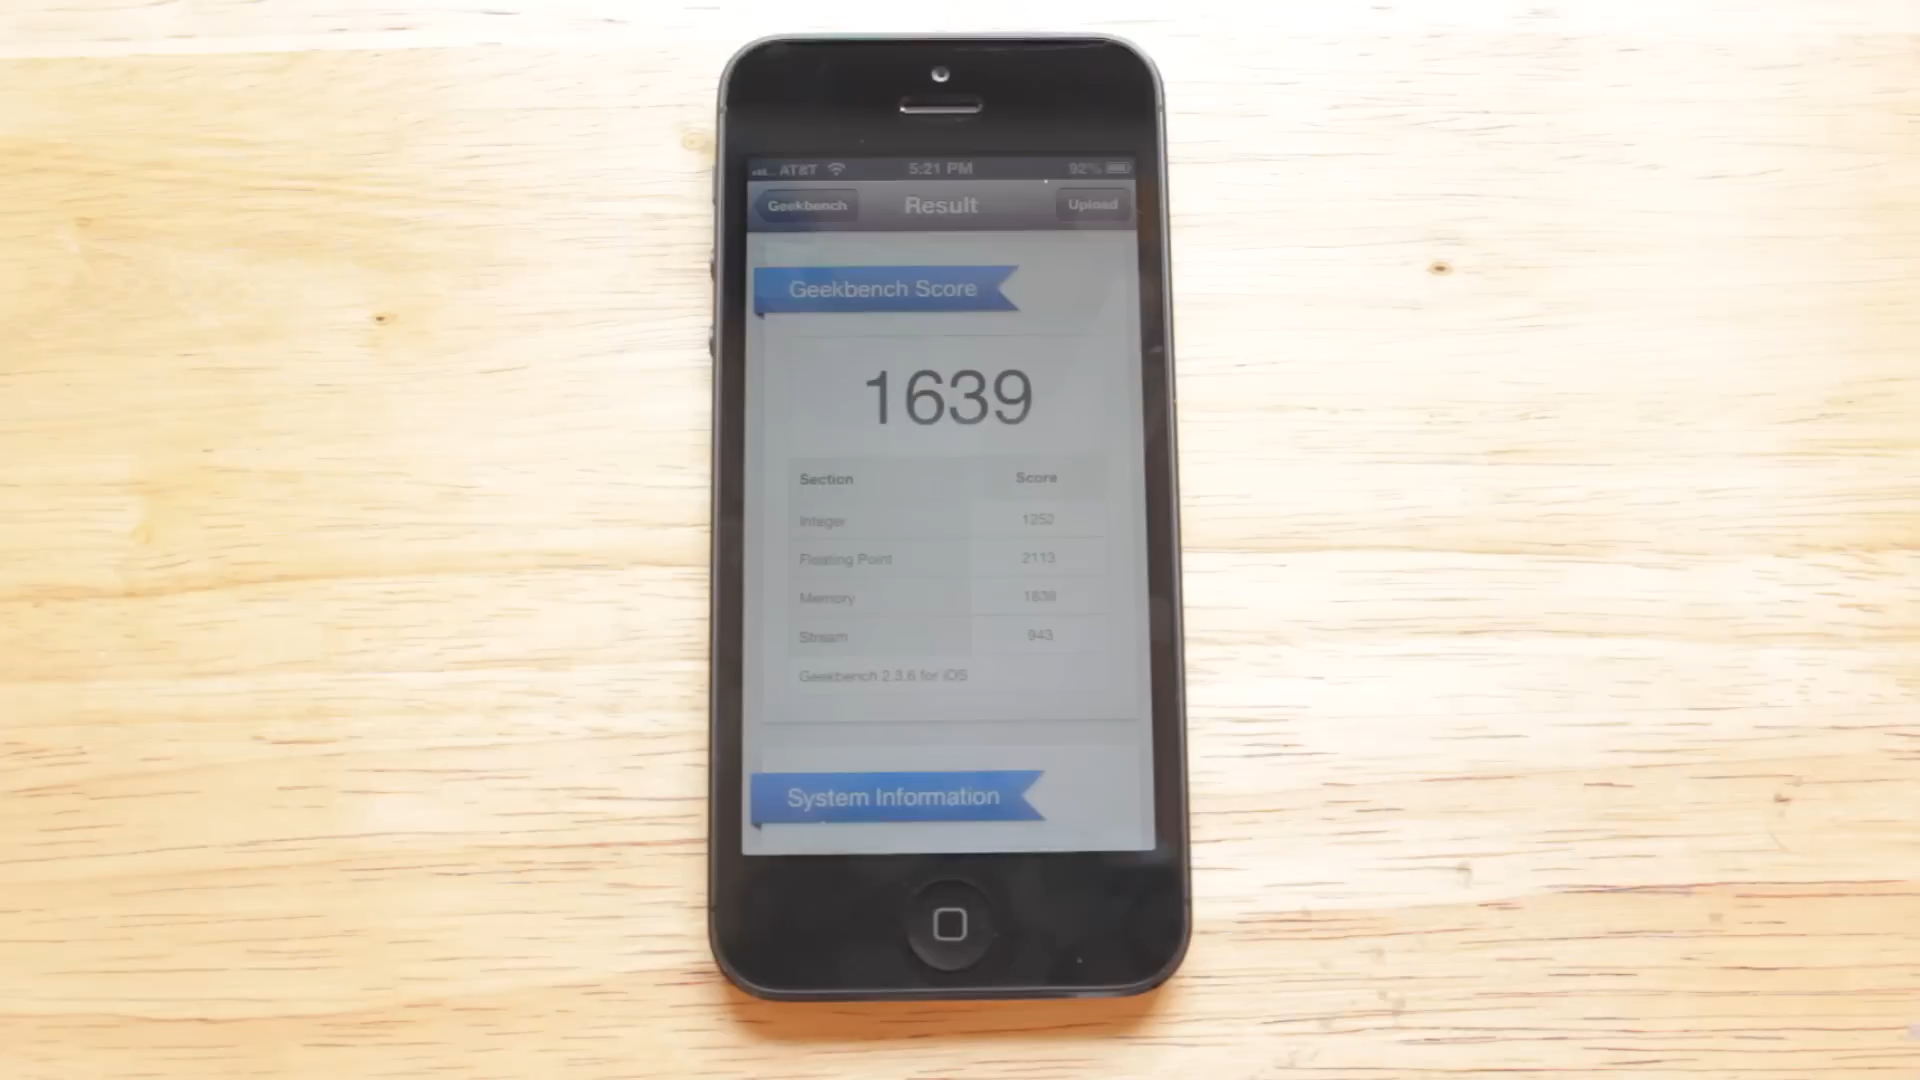 AT&T 5:21 PM 92%
Geekbench Result Upload
Geekbench Score
1639
Section Score
Integer 1252
Floating Point 2113
Memory
Stream 943
Geekbench 2.3.6 for iOS
System Information